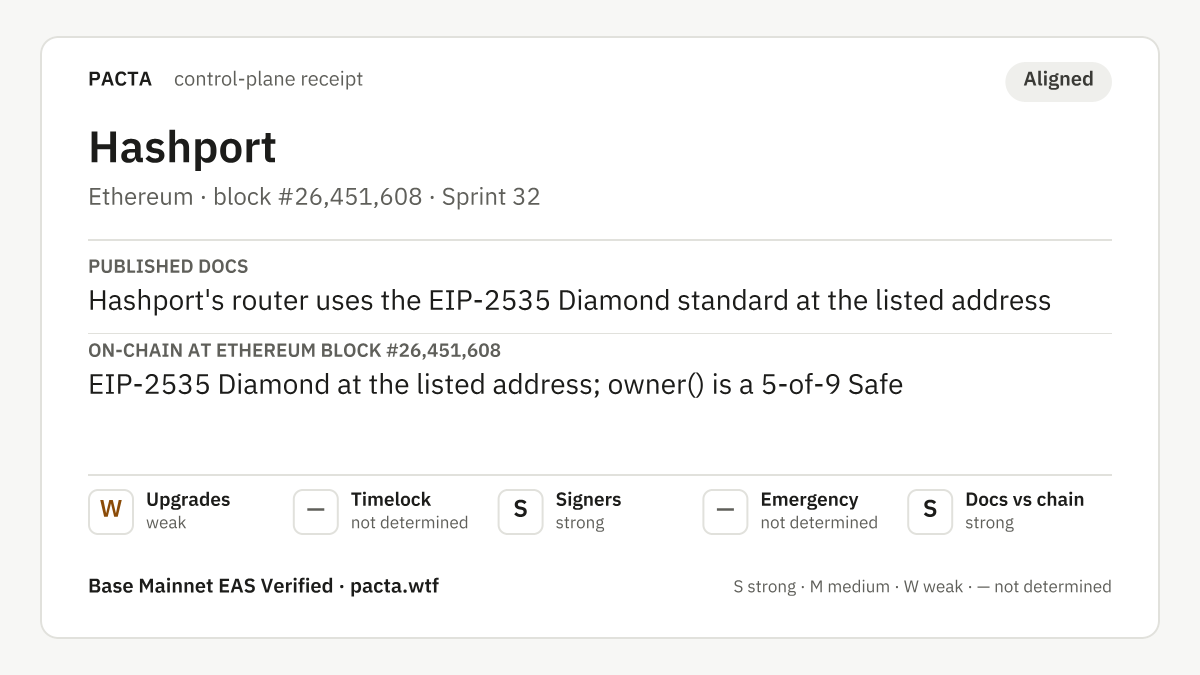 PACTA control-plane receipt
Aligned
Hashport
Ethereum · block #26,451,608 · Sprint 32
PUBLISHED DOCS
Hashport's router uses the EIP-2535 Diamond standard at the listed address
ON-CHAIN AT ETHEREUM BLOCK #26,451,608
EIP-2535 Diamond at the listed address; owner() is a 5-of-9 Safe
W Upgrades
weak
— Timelock
not determined
S Signers
strong
— Emergency
not determined
S Docs vs chain
strong
Base Mainnet EAS Verified · pacta.wtf
S strong · M medium · W weak · — not determined